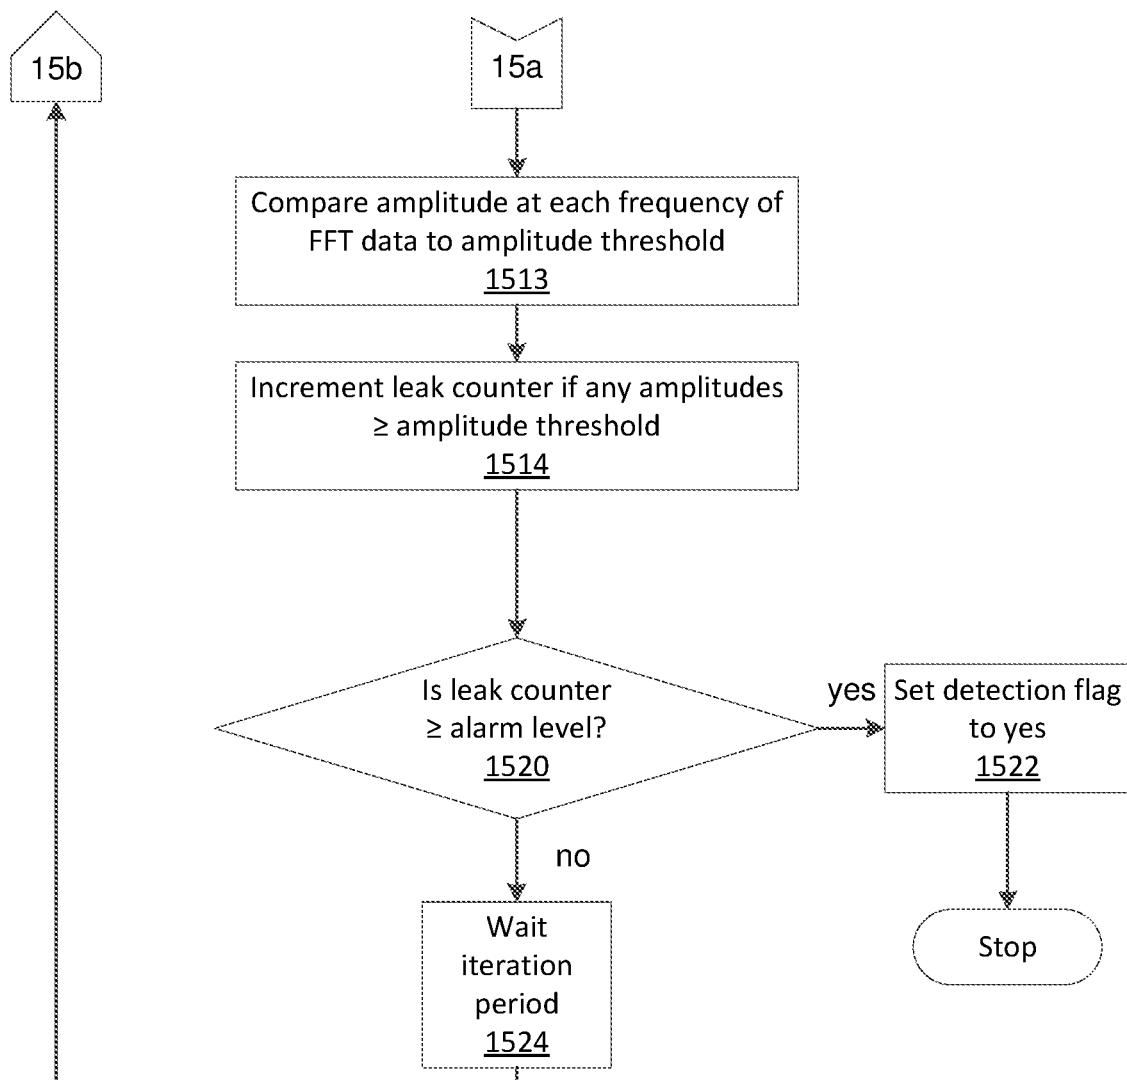 15b
15a
Compare amplitude at each frequency of
FFT data to amplitude threshold
1513
Increment leak counter if any amplitudes
≥ amplitude threshold
1514
Is leak counter
≥ alarm level?
1520
yes
Set detection flag
to yes
1522
no
Wait
iteration
period
1524
Stop